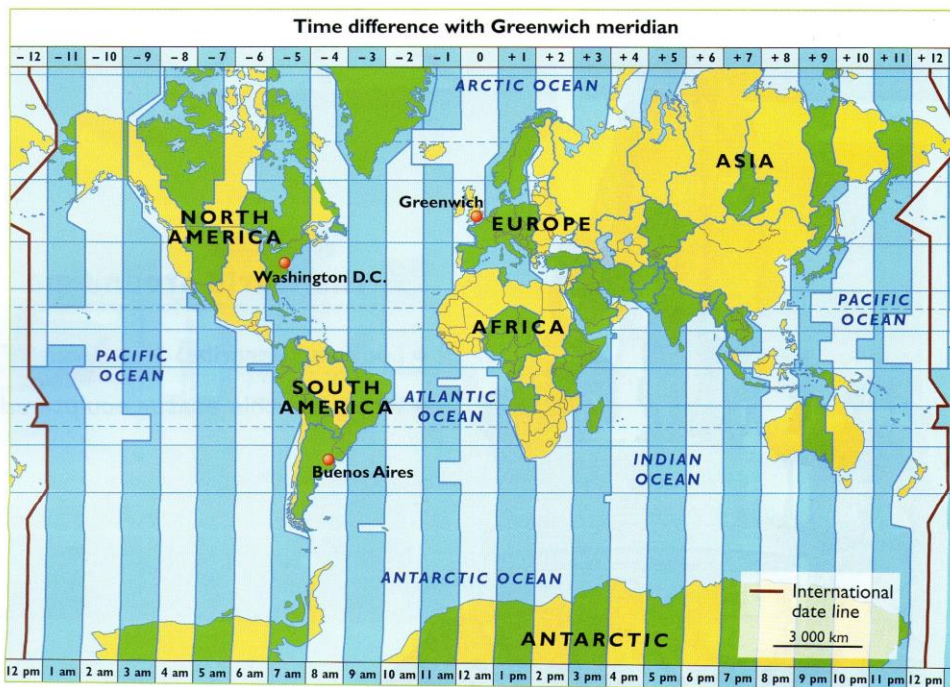 Time difference with Greenwich meridian
– 12 – 11 – 10 – 9 – 8 – 7 – 6 – 5 – 4 – 3 – 2 – 1 0 + 1 + 2 + 3 + 4 + 5 + 6 + 7 + 8 + 9 + 10 + 11 + 12
ARCTIC OCEAN
ASIA
Greenwich
NORTH
AMERICA
EUROPE
Washington D.C.
PACIFIC
OCEAN
AFRICA
PACIFIC
OCEAN
SOUTH
AMERICA
ATLANTIC
OCEAN
INDIAN
OCEAN
Buenos Aires
ANTARCTIC OCEAN
International
date line
3 000 km
ANTARCTIC
12 pm 1 am 2 am 3 am 4 am 5 am 6 am 7 am 8 am 9 am 10 am 11 am 12 am 1 pm 2 pm 3 pm 4 pm 5 pm 6 pm 7 pm 8 pm 9 pm 10 pm 11 pm 12 pm